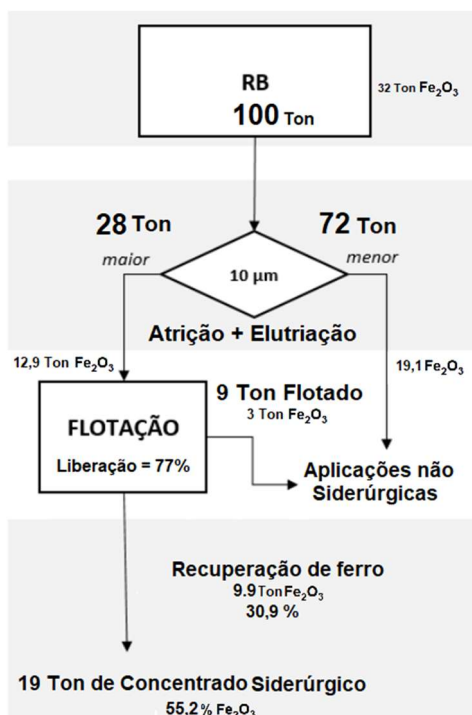 RB
100 Ton
32 Ton Fe₂O₃
28 Ton
72 Ton
maior
menor
10 µm
Atrição + Elutriação
12,9 Ton Fe₂O₃
19,1 Fe₂O₃
9 Ton Flotado
3 Ton Fe₂O₃
FLOTAÇÃO
Liberação = 77%
Aplicações não
Siderúrgicas
Recuperação de ferro
9.9 Ton Fe₂O₃
30,9 %
19 Ton de Concentrado Siderúrgico
55,2 % Fe₂O₃